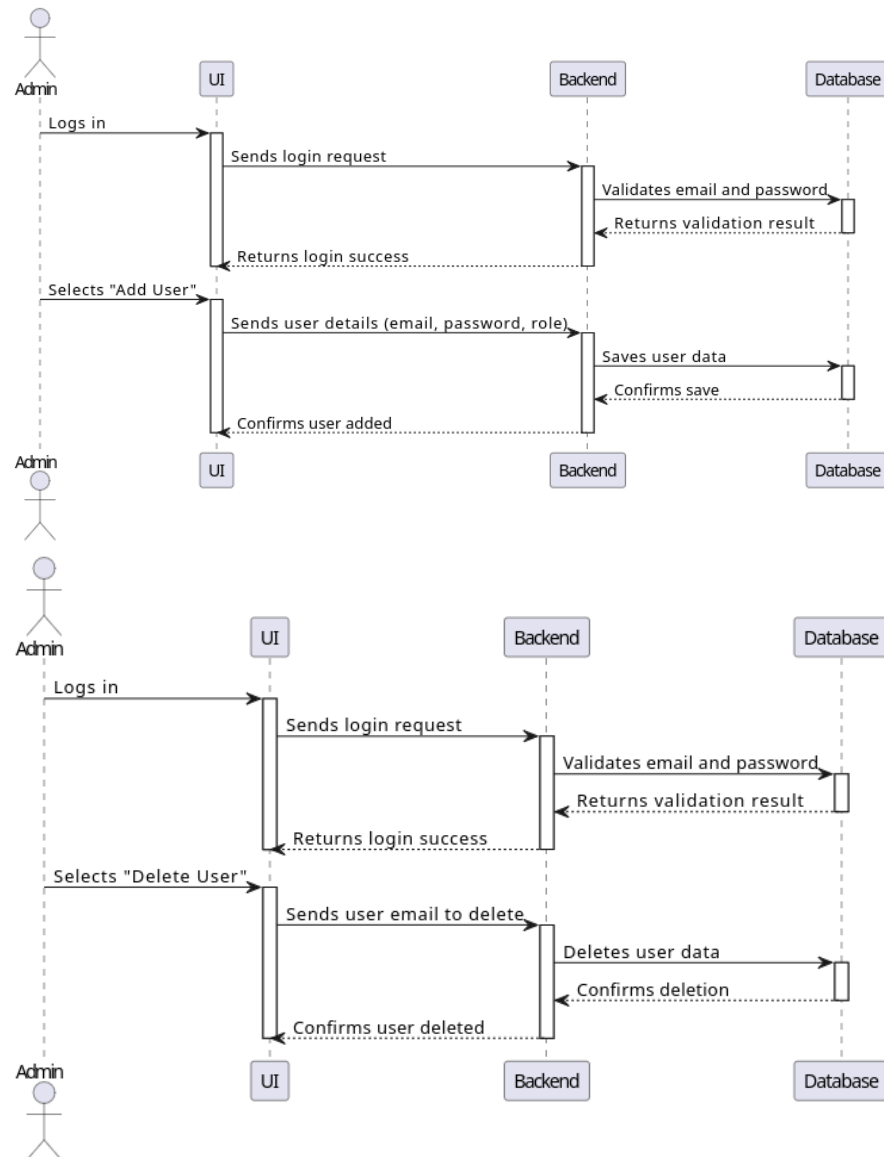 Admin
UI
Backend
Database
Logs in
Sends login request
Validates email and password
Returns validation result
Returns login success
Selects "Add User"
Sends user details (email, password, role)
Saves user data
Confirms save
Confirms user added
Admin
UI
Backend
Database
Admin
UI
Backend
Database
Logs in
Sends login request
Validates email and password
Returns validation result
Returns login success
Selects "Delete User"
Sends user email to delete
Deletes user data
Confirms deletion
Confirms user deleted
Admin
UI
Backend
Database